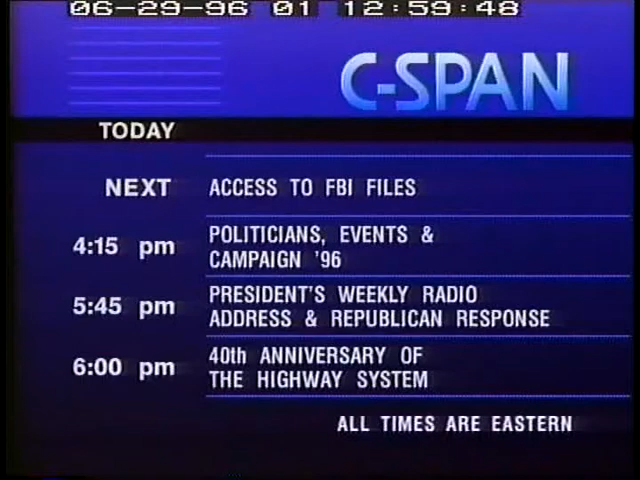 06-29-96 01 12:59:48
C-SPAN
TODAY
NEXT ACCESS TO FBI FILES
4:15 pm POLITICIANS, EVENTS &
CAMPAIGN '96
5:45 pm PRESIDENT'S WEEKLY RADIO
ADDRESS & REPUBLICAN RESPONSE
6:00 pm 40th ANNIVERSARY OF
THE HIGHWAY SYSTEM
ALL TIMES ARE EASTERN